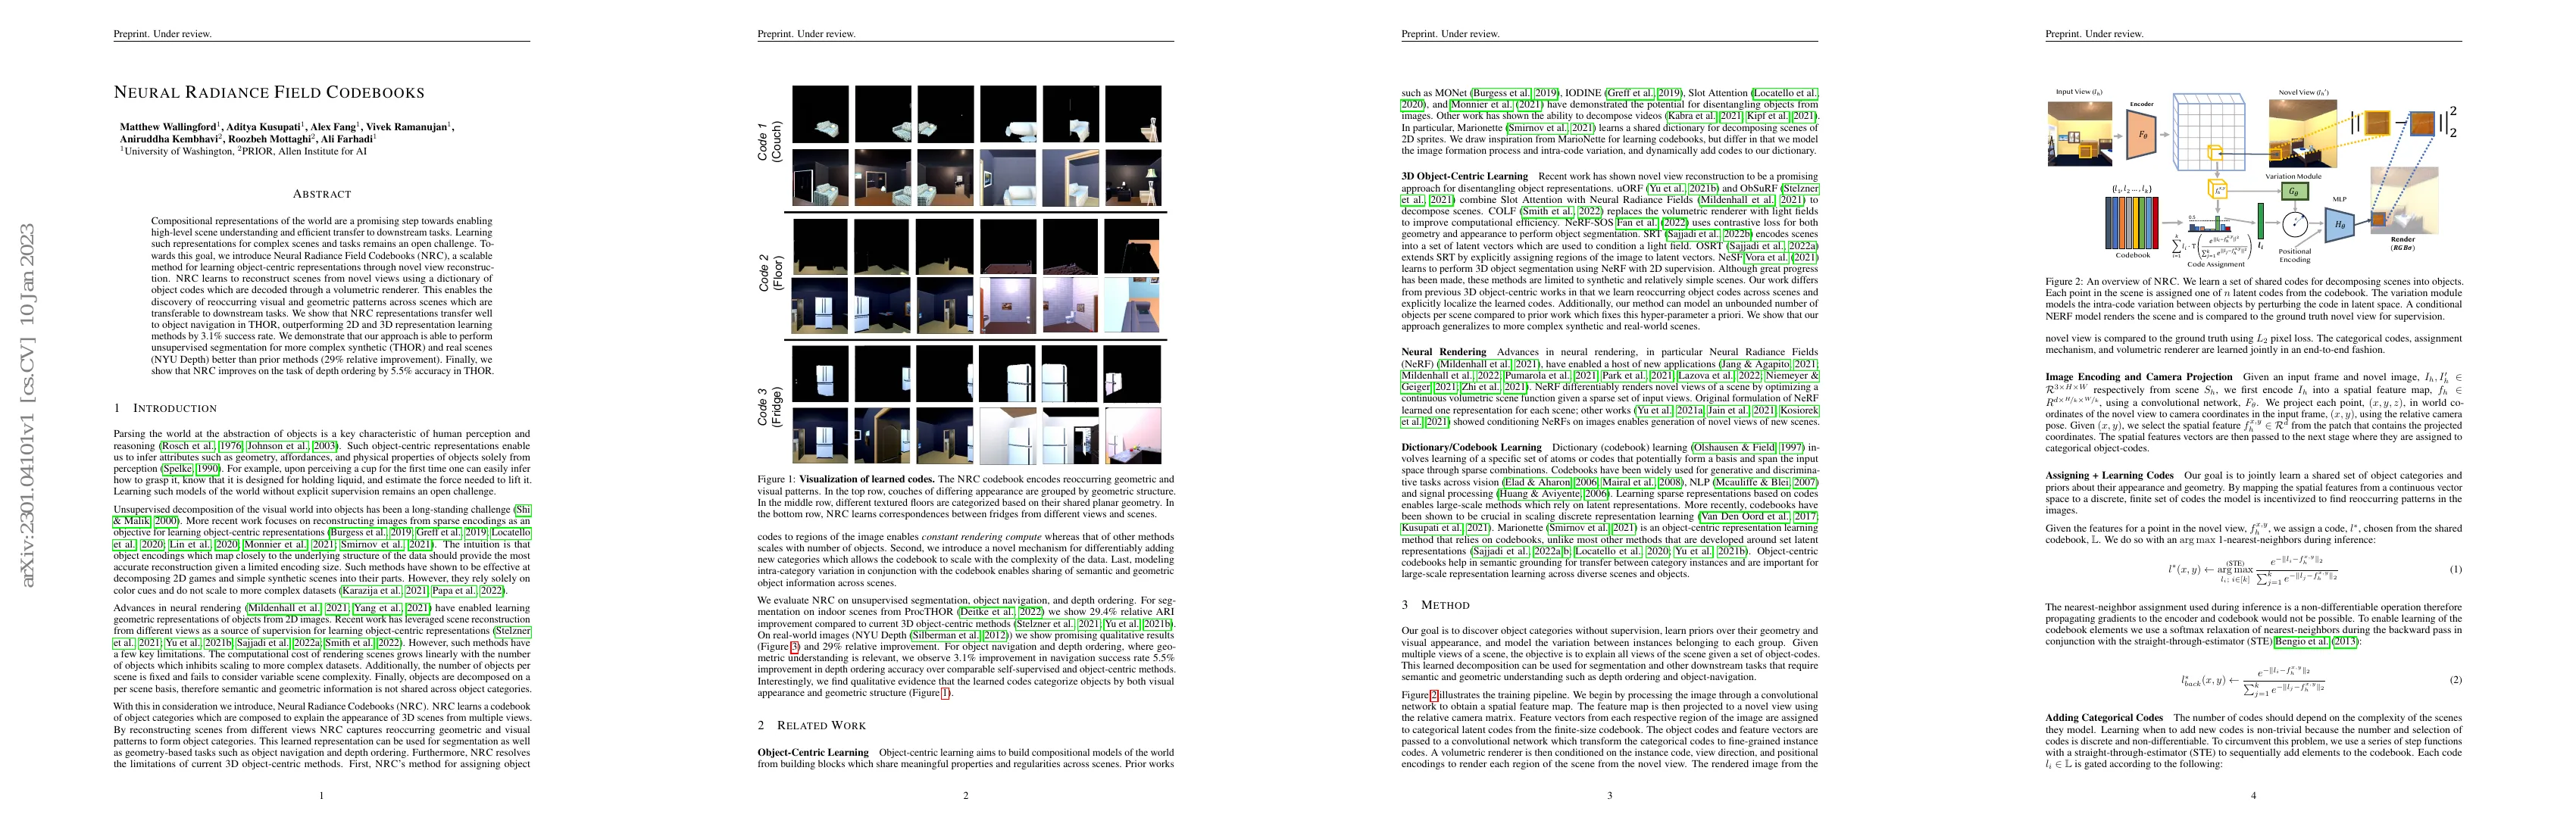 arXiv:2301.04101v1 [cs.CV] 10 Jan 2023
Preprint. Under review.
NEURAL RADIANCE FIELD CODEBOOKS
Matthew Wallingford1, Aditya Kusupati1, Alex Fang1, Vivek Ramanujan1,
Aniruddha Kembhavi2, Roozbeh Mottaghi2, Ali Farhadi1
1University of Washington, 2PRIOR, Allen Institute for AI
ABSTRACT
Compositional representations of the world are a promising step towards enabling
high-level scene understanding and efficient transfer to downstream tasks. Learning
such representations for complex scenes and tasks remains an open challenge. To-
wards this goal, we introduce Neural Radiance Field Codebooks (NRC), a scalable
method for learning object-centric representations through novel view reconstruc-
tion. NRC learns to reconstruct scenes from novel views using a dictionary of
object codes which are decoded through a volumetric renderer. This enables the
discovery of reoccurring visual and geometric patterns across scenes which are
transferable to downstream tasks. We show that NRC representations transfer well
to object navigation in THOR, outperforming 2D and 3D representation learning
methods by 3.1% success rate. We demonstrate that our approach is able to perform
unsupervised segmentation for more complex synthetic (THOR) and real scenes
(NYU Depth) better than prior methods (29% relative improvement). Finally, we
show that NRC improves on the task of depth ordering by 5.5% accuracy in THOR.
1 INTRODUCTION
Parsing the world at the abstraction of objects is a key characteristic of human perception and
reasoning (Rosch et al., 1976; Johnson et al., 2003). Such object-centric representations enable
us to infer attributes such as geometry, affordances, and physical properties of objects solely from
perception (Spelke, 1990). For example, upon perceiving a cup for the first time one can easily infer
how to grasp it, know that it is designed for holding liquid, and estimate the force needed to lift it.
Learning such models of the world without explicit supervision remains an open challenge.
Unsupervised decomposition of the visual world into objects has been a long-standing challenge (Shi
& Malik, 2000). More recent work focuses on reconstructing images from sparse encodings as an
objective for learning object-centric representations (Burgess et al., 2019; Greff et al., 2019; Locatello
et al., 2020; Lin et al., 2020; Monnier et al., 2021; Smirnov et al., 2021). The intuition is that
object encodings which map closely to the underlying structure of the data should provide the most
accurate reconstruction given a limited encoding size. Such methods have shown to be effective at
decomposing 2D games and simple synthetic scenes into their parts. However, they rely solely on
color cues and do not scale to more complex datasets (Karazija et al., 2021; Papa et al., 2022).
Advances in neural rendering (Mildenhall et al., 2021; Yang et al., 2021) have enabled learning
geometric representations of objects from 2D images. Recent work has leveraged scene reconstruction
from different views as a source of supervision for learning object-centric representations (Stelzner
et al., 2021; Yu et al., 2021b; Sajjadi et al., 2022a; Smith et al., 2022). However, such methods have
a few key limitations. The computational cost of rendering scenes grows linearly with the number
of objects which inhibits scaling to more complex datasets. Additionally, the number of objects per
scene is fixed and fails to consider variable scene complexity. Finally, objects are decomposed on a
per scene basis, therefore semantic and geometric information is not shared across object categories.
With this in consideration we introduce, Neural Radiance Codebooks (NRC). NRC learns a codebook
of object categories which are composed to explain the appearance of 3D scenes from multiple views.
By reconstructing scenes from different views NRC captures reoccurring geometric and visual
patterns to form object categories. This learned representation can be used for segmentation as well
as geometry-based tasks such as object navigation and depth ordering. Furthermore, NRC resolves
the limitations of current 3D object-centric methods. First, NRC's method for assigning object
1
Preprint. Under review.
Code 1
(Couch)
Code 2
(Floor)
Code 3
(Fridge)
Figure 1: Visualization of learned codes. The NRC codebook encodes reoccurring geometric and
visual patterns. In the top row, couches of differing appearance are grouped by geometric structure.
In the middle row, different textured floors are categorized based on their shared planar geometry. In
the bottom row, NRC learns correspondences between fridges from different views and scenes.
codes to regions of the image enables constant rendering compute whereas that of other methods
scales with number of objects. Second, we introduce a novel mechanism for differentiably adding
new categories which allows the codebook to scale with the complexity of the data. Last, modeling
intra-category variation in conjunction with the codebook enables sharing of semantic and geometric
object information across scenes.
We evaluate NRC on unsupervised segmentation, object navigation, and depth ordering. For seg-
mentation on indoor scenes from ProcTHOR (Deitke et al., 2022) we show 29.4% relative ARI
improvement compared to current 3D object-centric methods (Stelzner et al., 2021; Yu et al., 2021b).
On real-world images (NYU Depth (Silberman et al., 2012)) we show promising qualitative results
(Figure 3) and 29% relative improvement. For object navigation and depth ordering, where geo-
metric understanding is relevant, we observe 3.1% improvement in navigation success rate 5.5%
improvement in depth ordering accuracy over comparable self-supervised and object-centric methods.
Interestingly, we find qualitative evidence that the learned codes categorize objects by both visual
appearance and geometric structure (Figure 1).
2 RELATED WORK
Object-Centric Learning Object-centric learning aims to build compositional models of the world
from building blocks which share meaningful properties and regularities across scenes. Prior works
2
Preprint. Under review.
such as MONet (Burgess et al., 2019), IODINE (Greff et al., 2019), Slot Attention (Locatello et al.,
2020), and Monnier et al. (2021) have demonstrated the potential for disentangling objects from
images. Other work has shown the ability to decompose videos (Kabra et al., 2021; Kipf et al., 2021).
In particular, Marionette (Smirnov et al., 2021) learns a shared dictionary for decomposing scenes of
2D sprites. We draw inspiration from MarioNette for learning codebooks, but differ in that we model
the image formation process and intra-code variation, and dynamically add codes to our dictionary.
3D Object-Centric Learning Recent work has shown novel view reconstruction to be a promising
approach for disentangling object representations. uORF (Yu et al., 2021b) and ObSuRF (Stelzner
et al., 2021) combine Slot Attention with Neural Radiance Fields (Mildenhall et al., 2021) to
decompose scenes. COLF (Smith et al., 2022) replaces the volumetric renderer with light fields
to improve computational efficiency. NeRF-SOS Fan et al. (2022) uses contrastive loss for both
geometry and appearance to perform object segmentation. SRT (Sajjadi et al., 2022b) encodes scenes
into a set of latent vectors which are used to condition a light field. OSRT (Sajjadi et al., 2022a)
extends SRT by explicitly assigning regions of the image to latent vectors. NeSF Vora et al. (2021)
learns to perform 3D object segmentation using NeRF with 2D supervision. Although great progress
has been made, these methods are limited to synthetic and relatively simple scenes. Our work differs
from previous 3D object-centric works in that we learn reoccurring object codes across scenes and
explicitly localize the learned codes. Additionally, our method can model an unbounded number of
objects per scene compared to prior work which fixes this hyper-parameter a priori. We show that our
approach generalizes to more complex synthetic and real-world scenes.
Neural Rendering Advances in neural rendering, in particular Neural Radiance Fields
(NeRF) (Mildenhall et al., 2021), have enabled a host of new applications (Jang & Agapito, 2021;
Mildenhall et al., 2022; Pumarola et al., 2021; Park et al., 2021; Lazova et al., 2022; Niemeyer &
Geiger, 2021; Zhi et al., 2021). NeRF differentiably renders novel views of a scene by optimizing a
continuous volumetric scene function given a sparse set of input views. Original formulation of NeRF
learned one representation for each scene; other works (Yu et al., 2021a; Jain et al., 2021; Kosiorek
et al., 2021) showed conditioning NeRFs on images enables generation of novel views of new scenes.
Dictionary/Codebook Learning Dictionary (codebook) learning (Olshausen & Field, 1997) in-
volves learning of a specific set of atoms or codes that potentially form a basis and span the input
space through sparse combinations. Codebooks have been widely used for generative and discrimina-
tive tasks across vision (Elad & Aharon, 2006; Mairal et al., 2008), NLP (Mcauliffe & Blei, 2007)
and signal processing (Huang & Aviyente, 2006). Learning sparse representations based on codes
enables large-scale methods which rely on latent representations. More recently, codebooks have
been shown to be crucial in scaling discrete representation learning (Van Den Oord et al., 2017;
Kusupati et al., 2021). Marionette (Smirnov et al., 2021) is an object-centric representation learning
method that relies on codebooks, unlike most other methods that are developed around set latent
representations (Sajjadi et al., 2022a;b; Locatello et al., 2020; Yu et al., 2021b). Object-centric
codebooks help in semantic grounding for transfer between category instances and are important for
large-scale representation learning across diverse scenes and objects.
3 METHOD
Our goal is to discover object categories without supervision, learn priors over their geometry and
visual appearance, and model the variation between instances belonging to each group. Given
multiple views of a scene, the objective is to explain all views of the scene given a set of object-codes.
This learned decomposition can be used for segmentation and other downstream tasks that require
semantic and geometric understanding such as depth ordering and object-navigation.
Figure 2 illustrates the training pipeline. We begin by processing the image through a convolutional
network to obtain a spatial feature map. The feature map is then projected to a novel view using
the relative camera matrix. Feature vectors from each respective region of the image are assigned
to categorical latent codes from the finite-size codebook. The object codes and feature vectors are
passed to a convolutional network which transform the categorical codes to fine-grained instance
codes. A volumetric renderer is then conditioned on the instance code, view direction, and positional
encodings to render each region of the scene from the novel view. The rendered image from the
3
Preprint. Under review.
Input View (I_h)
Encoder
F_θ
Novel View (I_h')
|| − ||²₂
f_h^{x,y}
Variation Module
G_θ
{l₁, l₂ ..., l_k}
MLP
H_θ
0.5
l_i
Codebook
Code Assignment
Positional
Encoding
Render
(RGBσ)
Figure 2: An overview of NRC. We learn a set of shared codes for decomposing scenes into objects.
Each point in the scene is assigned one of n latent codes from the codebook. The variation module
models the intra-code variation between objects by perturbing the code in latent space. A conditional
NERF model renders the scene and is compared to the ground truth novel view for supervision.
novel view is compared to the ground truth using L₂ pixel loss. The categorical codes, assignment
mechanism, and volumetric renderer are learned jointly in an end-to-end fashion.
Image Encoding and Camera Projection Given an input frame and novel image, I_h, I'_h ∈
R^{3×H×W} respectively from scene S_h, we first encode I_h into a spatial feature map, f_h ∈
R^{d×H/k×W/k}, using a convolutional network, F_θ. We project each point, (x, y, z), in world co-
ordinates of the novel view to camera coordinates in the input frame, (x, y), using the relative camera
pose. Given (x, y), we select the spatial feature f_h^{x,y} ∈ R^d from the patch that contains the projected
coordinates. The spatial features vectors are then passed to the next stage where they are assigned to
categorical object-codes.
Assigning + Learning Codes Our goal is to jointly learn a shared set of object categories and
priors about their appearance and geometry. By mapping the spatial features from a continuous vector
space to a discrete, finite set of codes the model is incentivized to find reoccurring patterns in the
images.
Given the features for a point in the novel view, f_h^{x,y}, we assign a code, l*, chosen from the shared
codebook, 𝕃. We do so with an arg max 1-nearest-neighbors during inference:
l*(x, y) ← (STE) arg max_{l_i; i∈[k]} e^{−‖l_i−f_h^{x,y}‖₂} / ∑_{j=1}^k e^{−‖l_j−f_h^{x,y}‖₂} (1)
The nearest-neighbor assignment used during inference is a non-differentiable operation therefore
propagating gradients to the encoder and codebook would not be possible. To enable learning of the
codebook elements we use a softmax relaxation of nearest-neighbors during the backward pass in
conjunction with the straight-through-estimator (STE) Bengio et al. (2013):
l*_{back}(x, y) ← e^{−‖l_i−f_h^{x,y}‖₂} / ∑_{j=1}^k e^{−‖l_j−f_h^{x,y}‖₂} (2)
Adding Categorical Codes The number of codes should depend on the complexity of the scenes
they model. Learning when to add new codes is non-trivial because the number and selection of
codes is discrete and non-differentiable. To circumvent this problem, we use a series of step functions
with a straight-through-estimator (STE) to sequentially add elements to the codebook. Each code
l_i ∈ 𝕃 is gated according to the following:
4